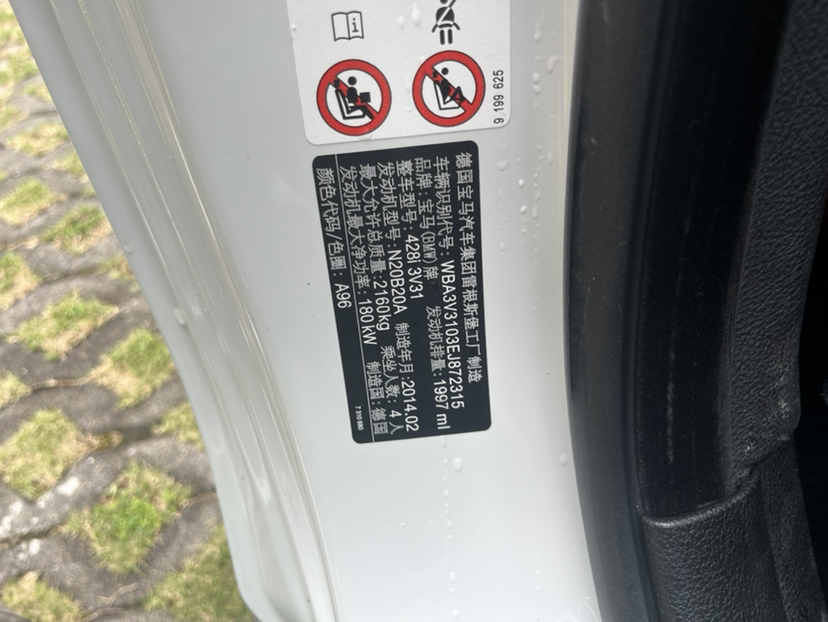 9 199 625
德国宝马汽车集团雷根斯堡工厂制造
车辆识别代号: WBA3V3103EJ872315
品牌: 宝马(BMW)牌 发动机排量: 1997 ml
整车型号: 428i 3V31
发动机型号: N20B20A 制造年月: 2014.02
最大允许总质量: 2160kg 乘坐人数: 4 人
发动机最大净功率: 180 kW 制造国: 德国
颜色代码/色圈: A96
7 310 680